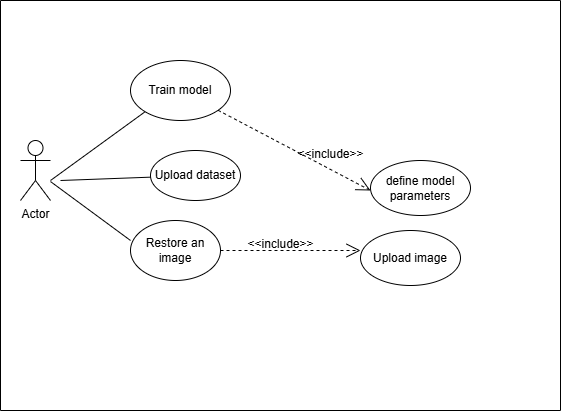 Train model
<<include>>
Upload dataset
define model
parameters
Actor
Restore an
image
<<include>>
Upload image